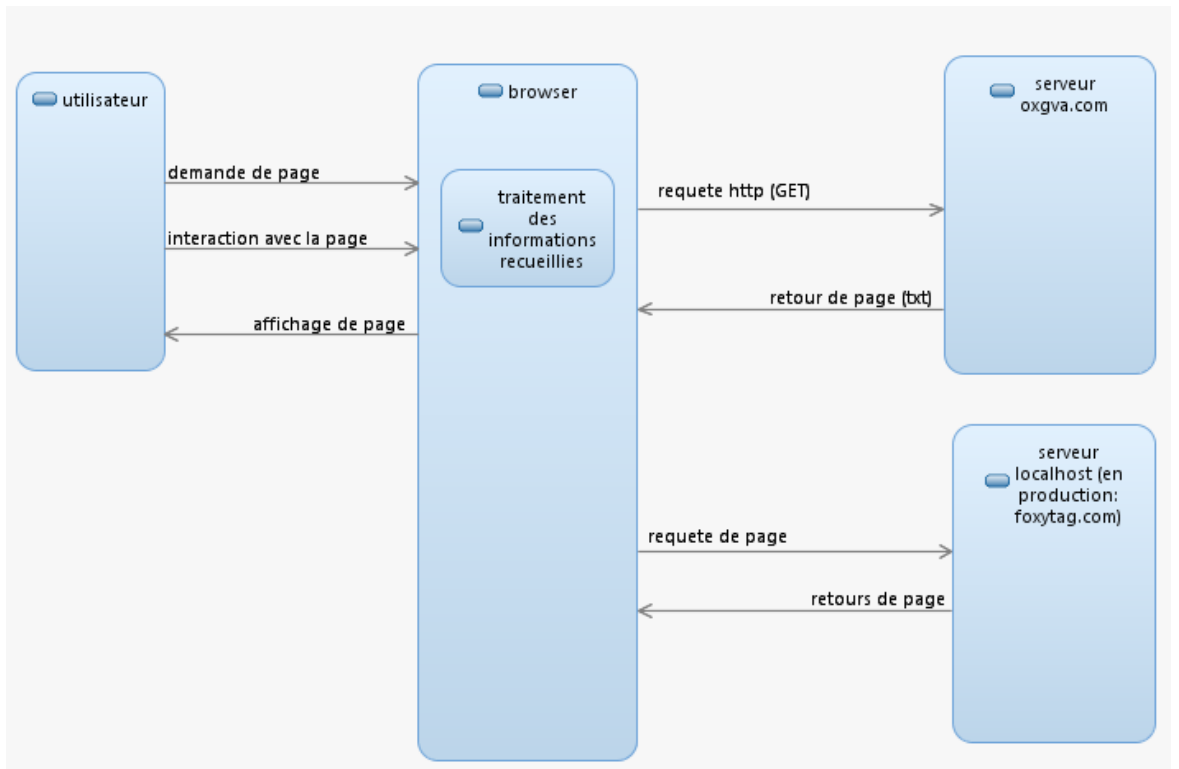 utilisateur
demande de page
interaction avec la page
affichage de page
browser
traitement
des
informations
recueillies
requete http (GET)
retour de page (txt)
serveur
oxgva.com
requete de page
retours de page
serveur
localhost (en
production:
foxytag.com)